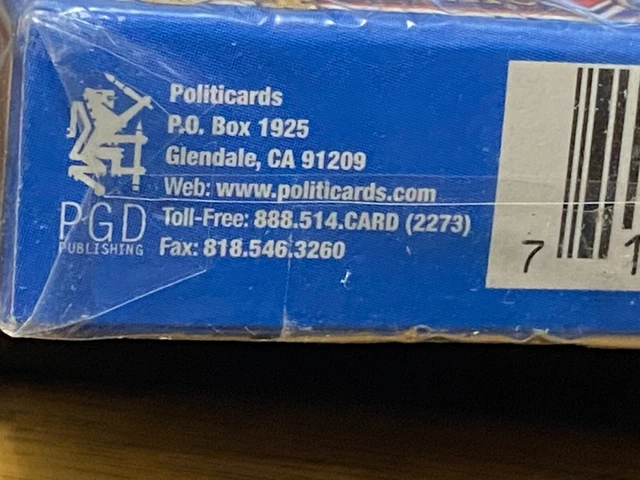 Politicards
P.O. Box 1925
Glendale, CA 91209
Web: www.politicards.com
Toll-Free: 888.514.CARD (2273)
Fax: 818.546.3260
PGD
PUBLISHING
7 1